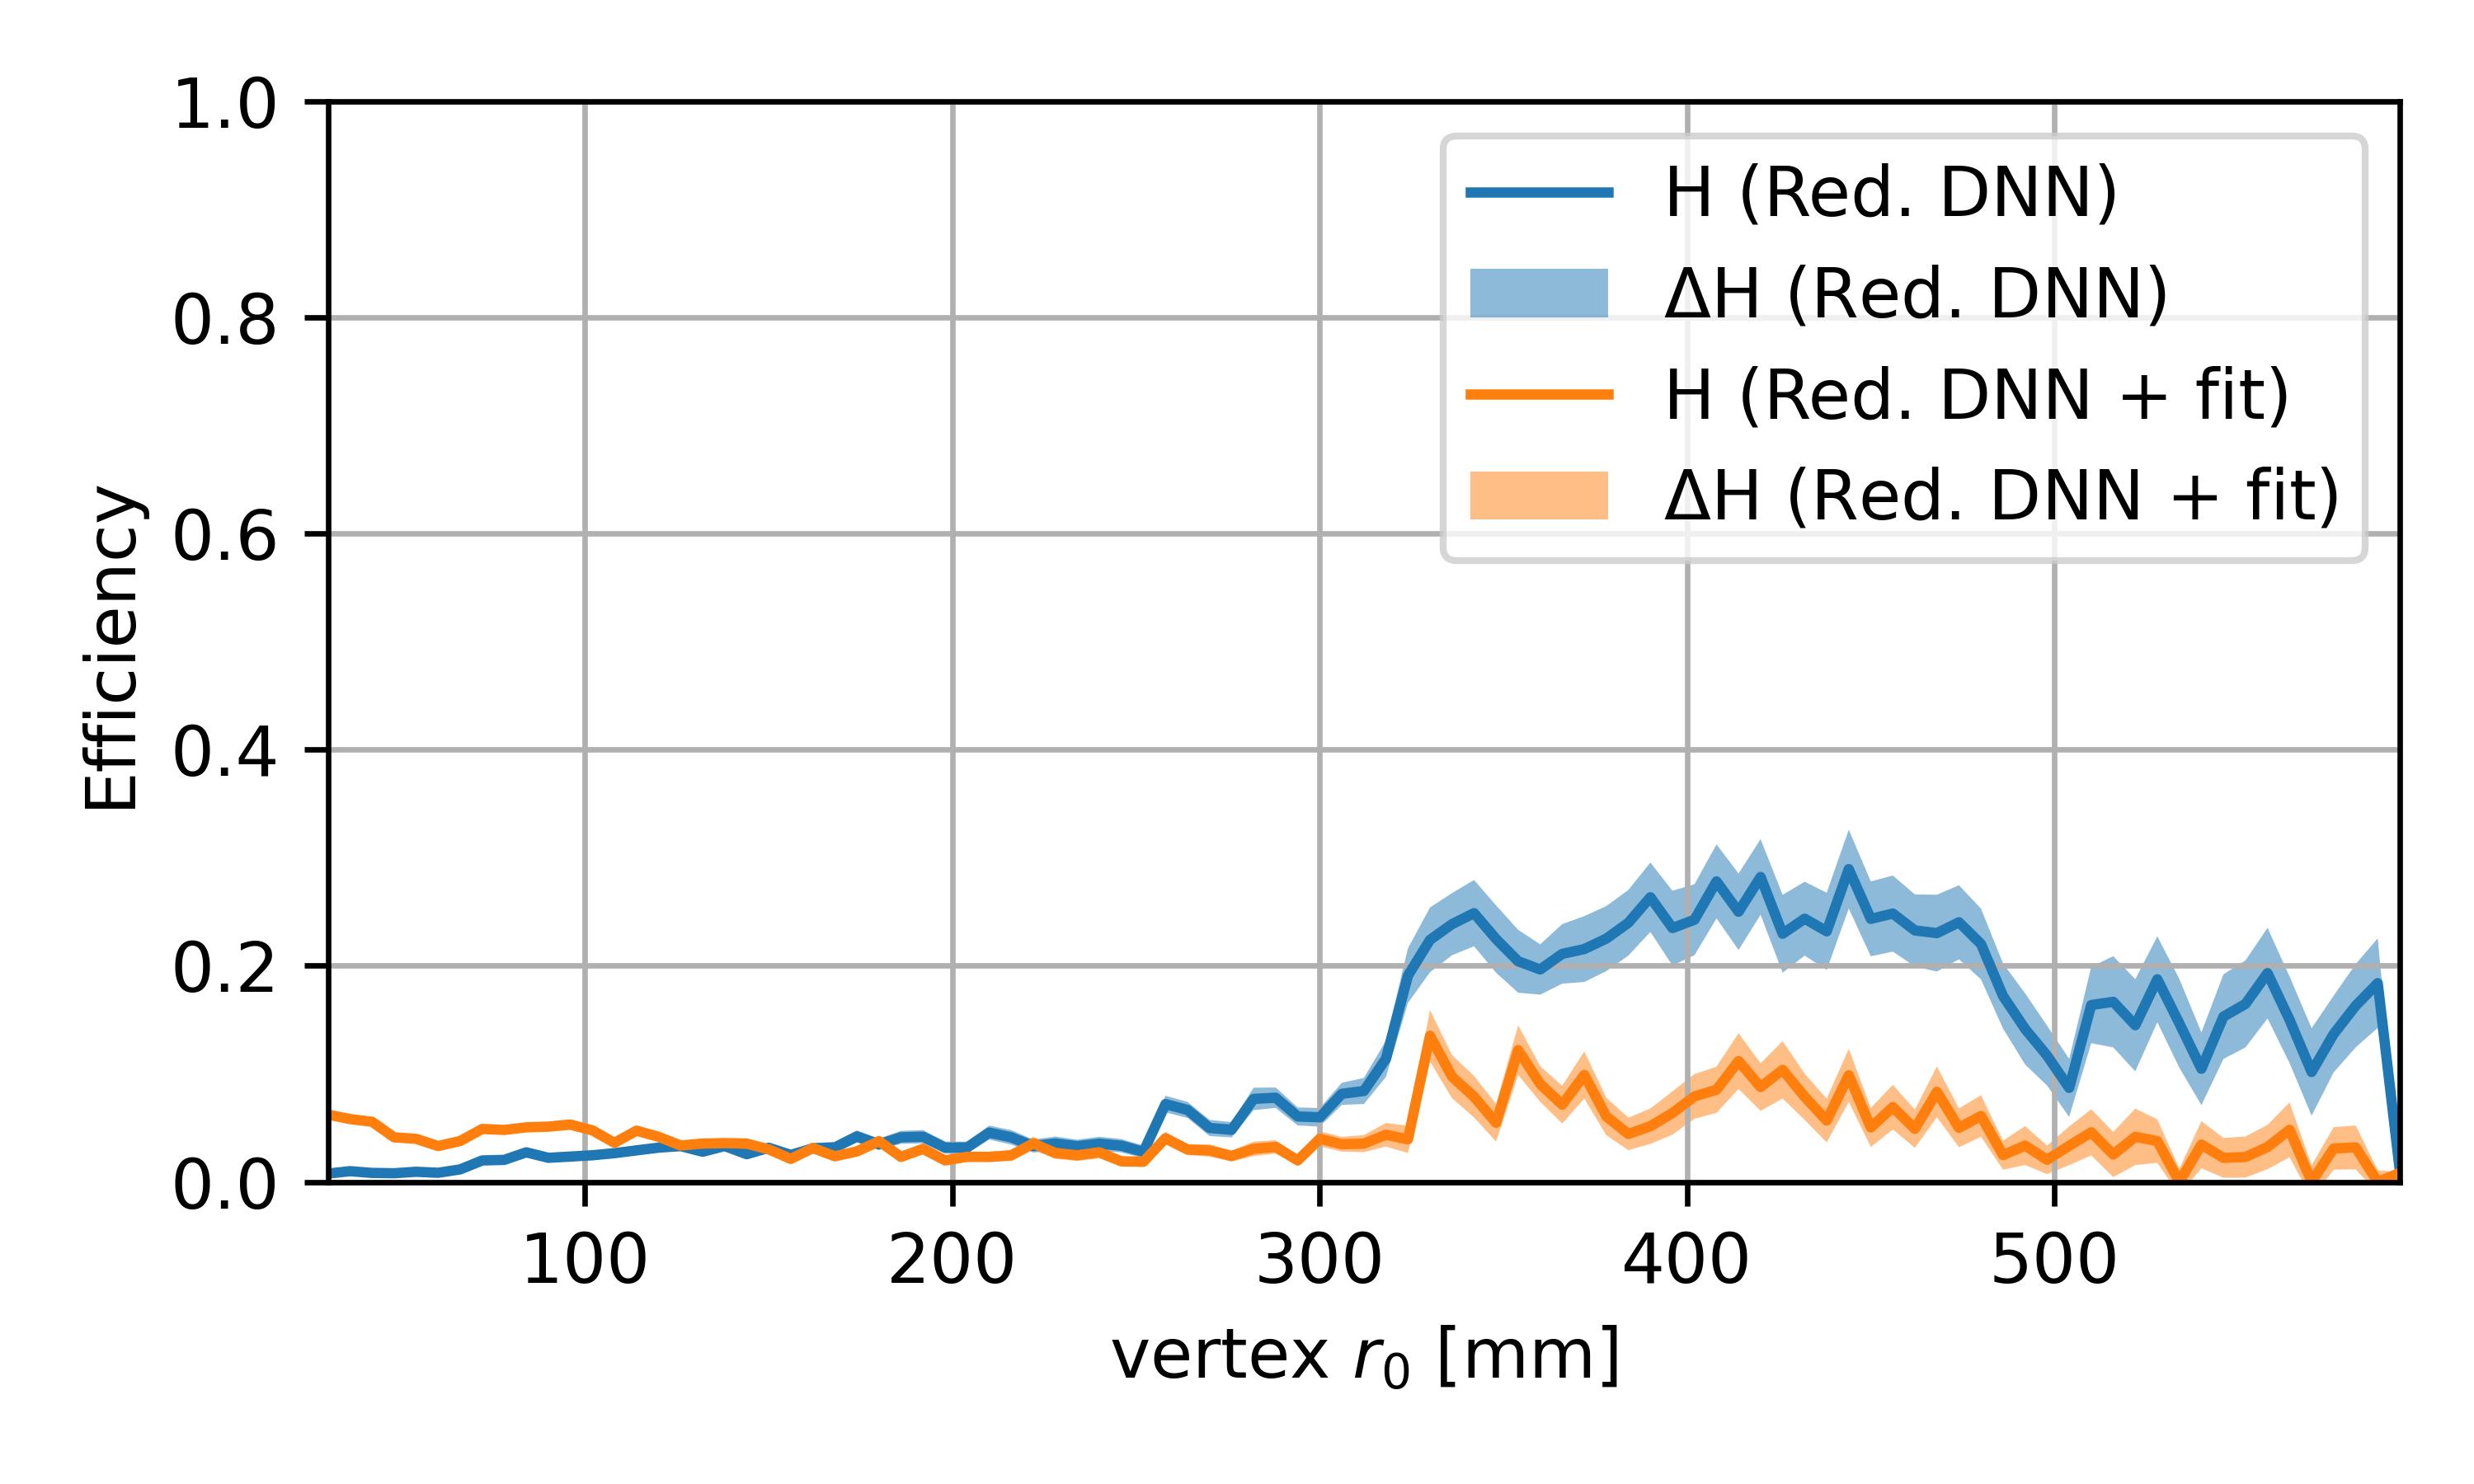 1.0
0.8
0.6
0.4
0.2
0.0
Efficiency
H (Red. DNN)
ΔH (Red. DNN)
H (Red. DNN + fit)
ΔH (Red. DNN + fit)
100 200 300 400 500
vertex r₀ [mm]